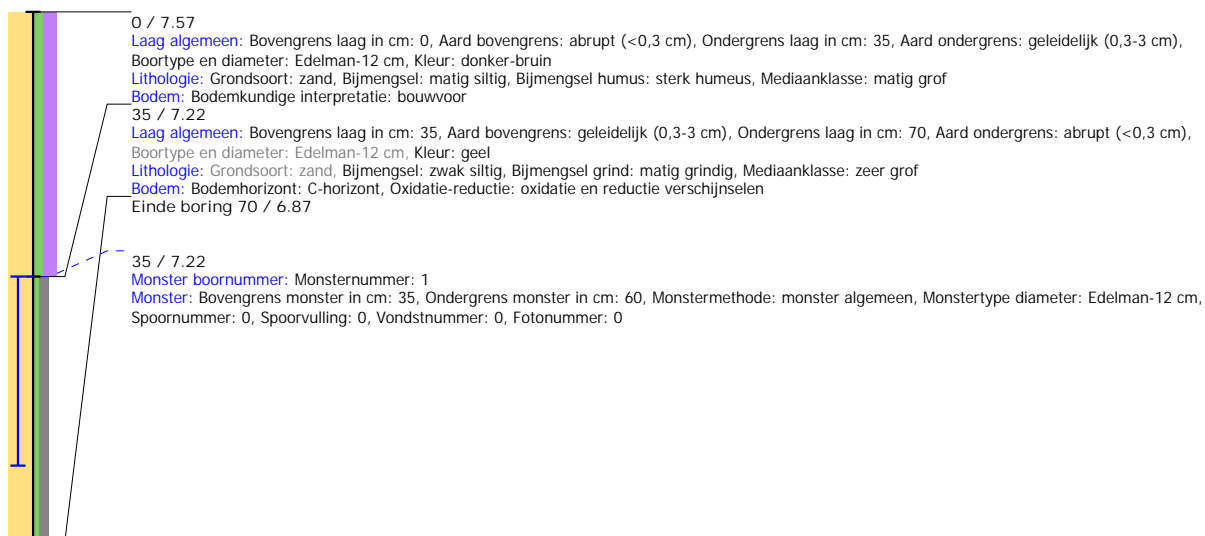 0 / 7.57
Laag algemeen: Bovengrens laag in cm: 0, Aard bovengrens: abrupt (<0,3 cm), Ondergrens laag in cm: 35, Aard ondergrens: geleidelijk (0,3-3 cm),
Boortype en diameter: Edelman-12 cm, Kleur: donker-bruin
Lithologie: Grondsoort: zand, Bijmengsel: matig siltig, Bijmengsel humus: sterk humeus, Mediaanklasse: matig grof
Bodem: Bodemkundige interpretatie: bouwvoor
35 / 7.22
Laag algemeen: Bovengrens laag in cm: 35, Aard bovengrens: geleidelijk (0,3-3 cm), Ondergrens laag in cm: 70, Aard ondergrens: abrupt (<0,3 cm),
Boortype en diameter: Edelman-12 cm, Kleur: geel
Lithologie: Grondsoort: zand, Bijmengsel: zwak siltig, Bijmengsel grind: matig grindig, Mediaanklasse: zeer grof
Bodem: Bodemhorizont: C-horizont, Oxidatie-reductie: oxidatie en reductie verschijnselen
Einde boring 70 / 6.87
35 / 7.22
Monster boornummer: Monsternummer: 1
Monster: Bovengrens monster in cm: 35, Ondergrens monster in cm: 60, Monstermethode: monster algemeen, Monstertype diameter: Edelman-12 cm,
Spoornummer: 0, Spoorvulling: 0, Vondstnummer: 0, Fotonummer: 0